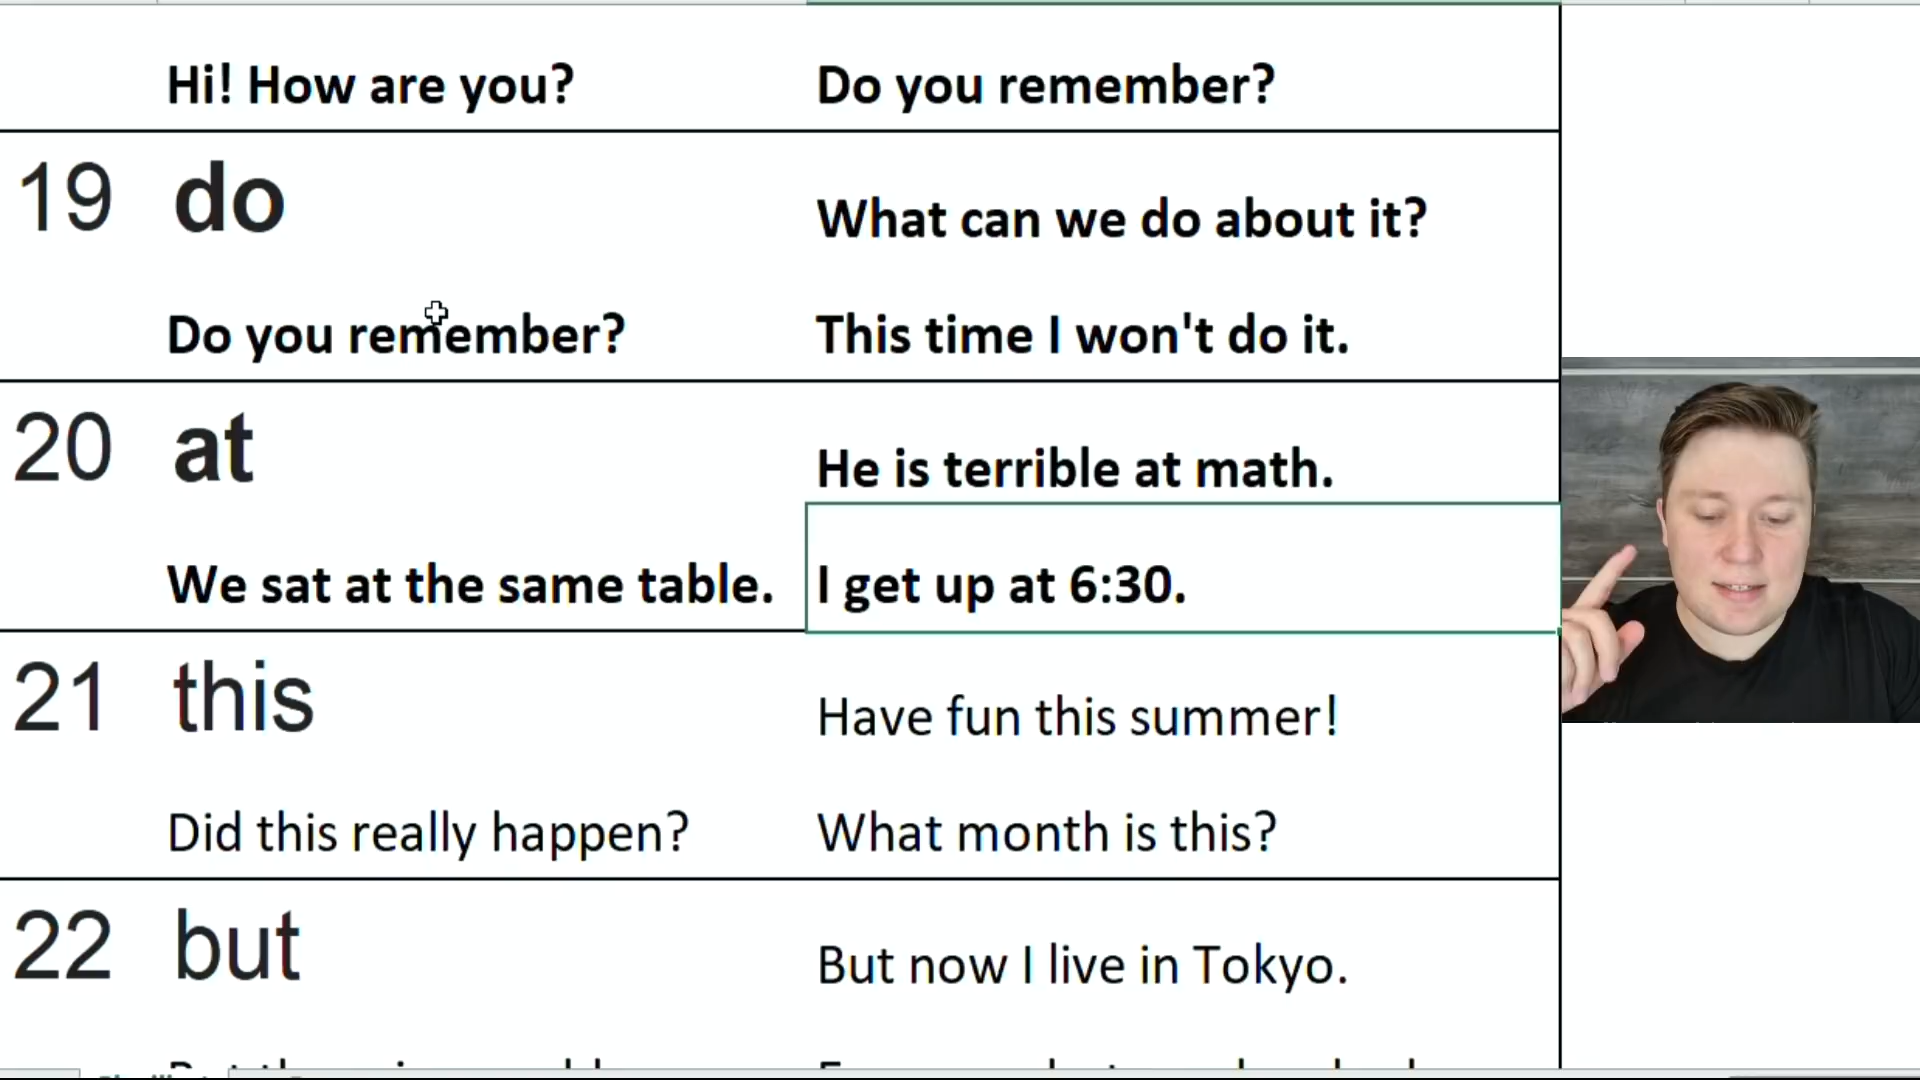 Hi! How are you? Do you remember?
19 do What can we do about it?
Do you remember? This time I won't do it.
20 at He is terrible at math.
We sat at the same table. I get up at 6:30.
21 this Have fun this summer!
Did this really happen? What month is this?
22 but But now I live in Tokyo.